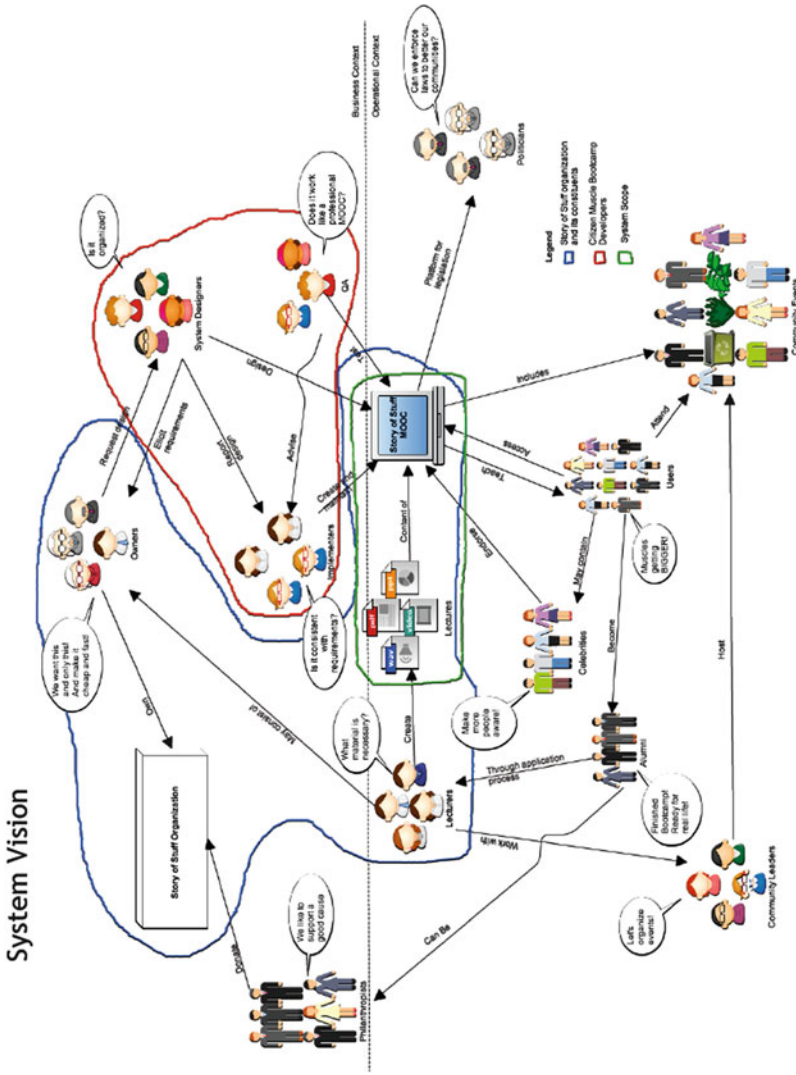 System Vision
Story of Stuff Organization
Donate
We like to
support a
good cause
Philanthropists
Own
We want this
and only this!
And make it
cheap and fast!
Owners
Request design
Elicit
requirements
Is it
organized?
System Designers
Report
design
Design
Does it work
like a
professional
MOOC?
QA
Advise
Test
Implementers
Is it consistent
with
requirements?
Create and
maintain
May consist of
Business Context
Operational Context
What
material is
necessary?
Lecturers
Create
wav
pdf
video
Lectures
Content of
Story of Stuff
MOOC
Platform for
legislation
Can we enforce
laws to better our
communities?
Politicians
Legend
Story of Stuff organization
and its constituents
Citizen Muscle Bootcamp
Developers
System Scope
Endorse
Teach
Access
Includes
Make
more
people
aware!
Celebrities
May contain
Users
Muscles
getting
BIGGER!
Attend
Community Events
Become
Through application
process
Alumni
Finished
Bootcamp!
Ready for
real life!
Can Be
Work with
Let's
organize
events!
Community Leaders
Host